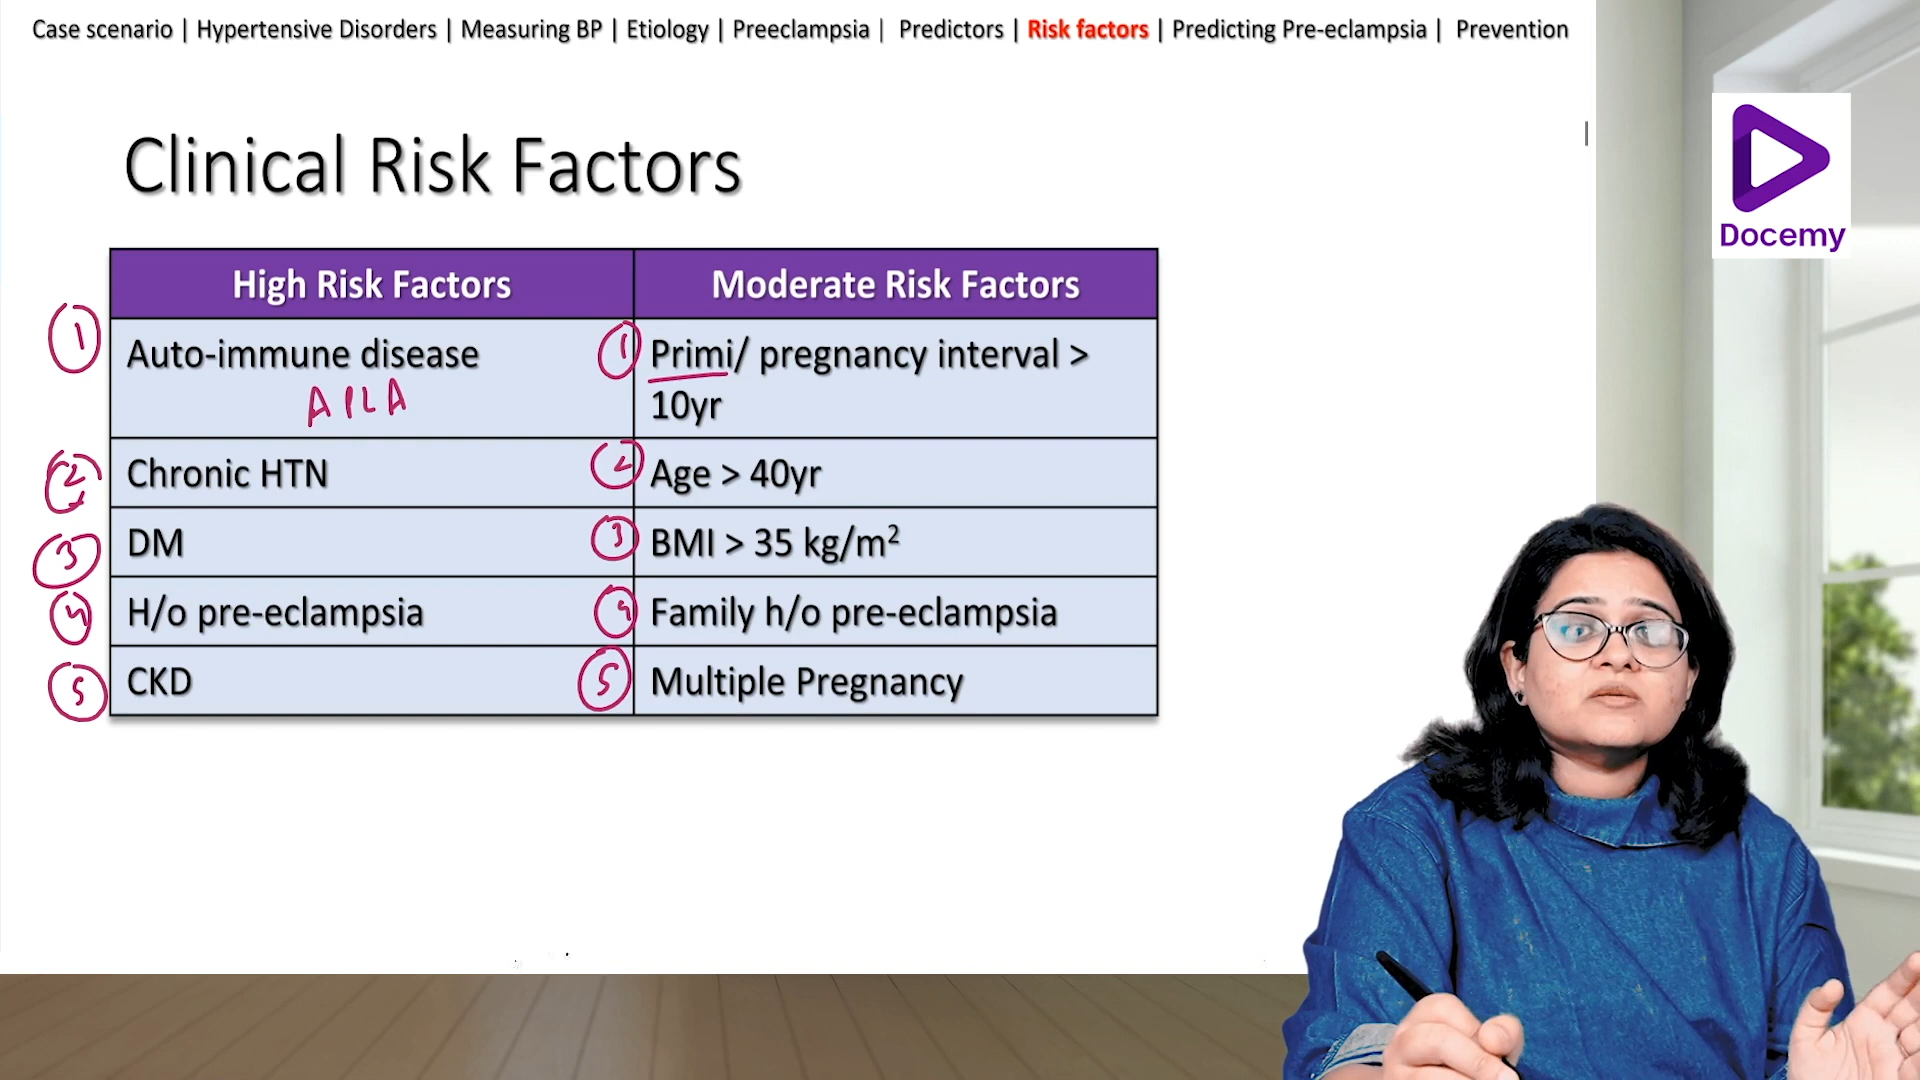 Case scenario | Hypertensive Disorders | Measuring BP | Etiology | Preeclampsia | Predictors | Risk factors | Predicting Pre-eclampsia | Prevention
Docemy
Clinical Risk Factors
High Risk Factors
Moderate Risk Factors
1 Auto-immune disease
APLA
1 Primi/ pregnancy interval >
10yr
2 Chronic HTN
2 Age > 40yr
3 DM
3 BMI > 35 kg/m²
4 H/o pre-eclampsia
4 Family h/o pre-eclampsia
5 CKD
5 Multiple Pregnancy